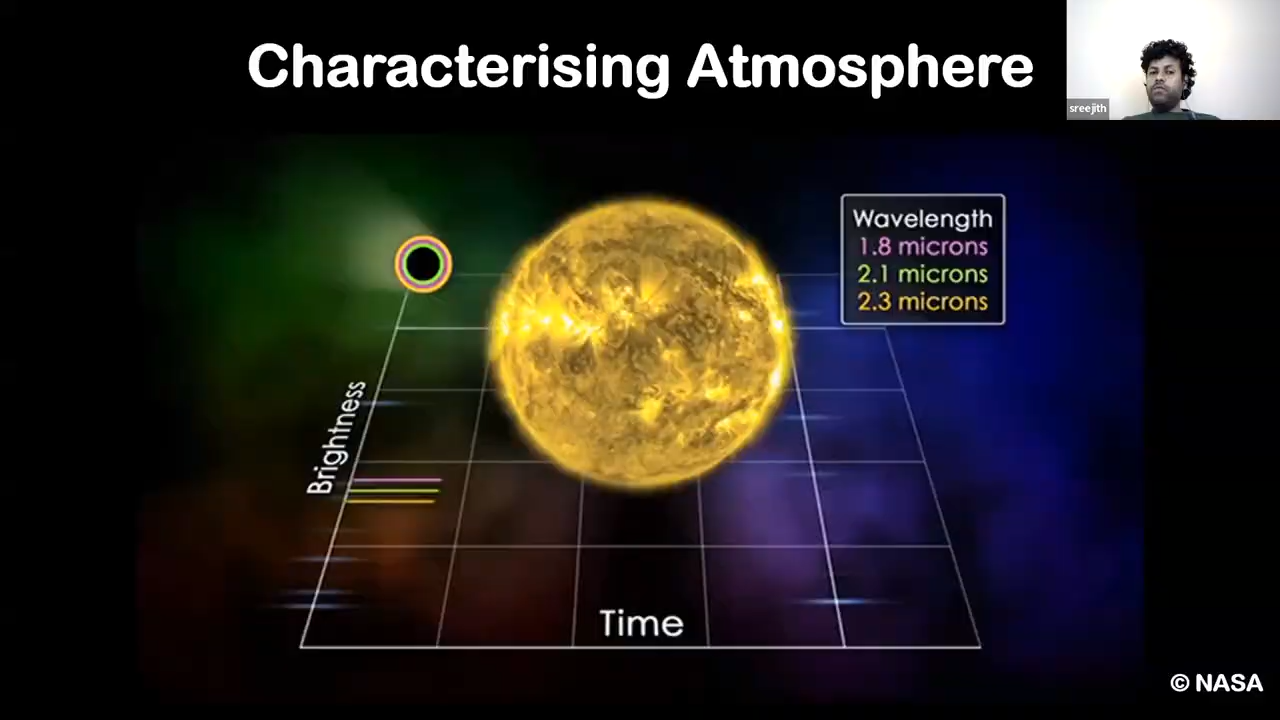 Characterising Atmosphere
sreejith
Wavelength
1.8 microns
2.1 microns
2.3 microns
Brightness
Time
© NASA